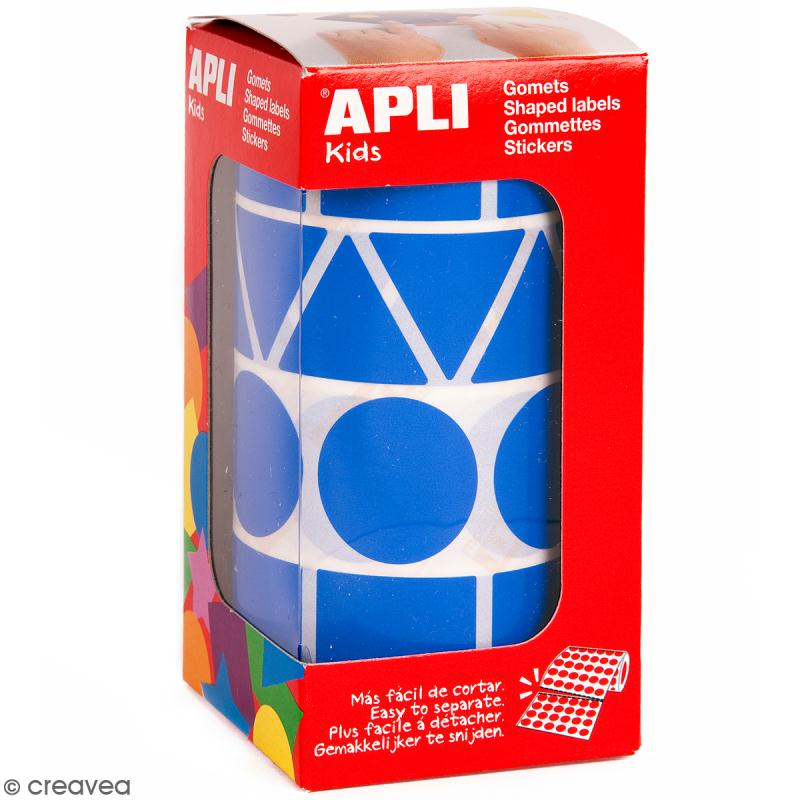 APLI
Kids
Gomets
Shaped labels
Gommettes
Stickers
® APLI
Kids
Gomets
Shaped labels
Gommettes
Stickers
Más fácil de cortar.
Easy to separate.
Plus facile á détacher.
Gemakkelijker te snijden.
© creavea